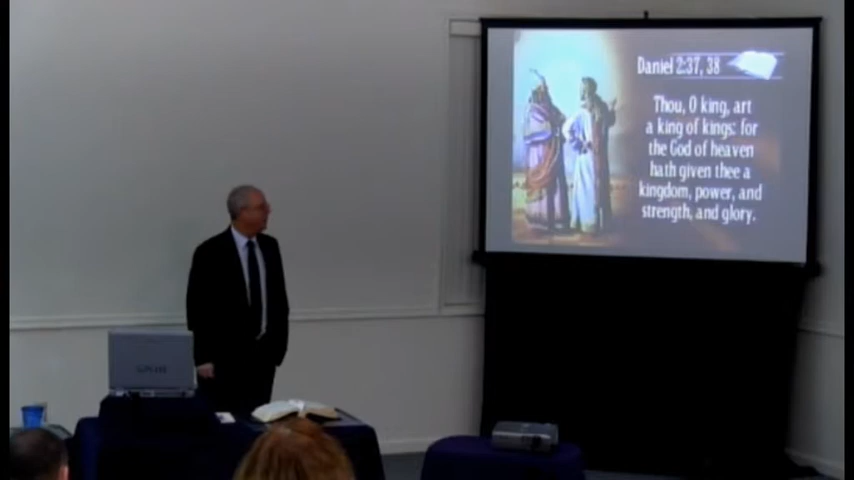 Daniel 2:37, 38
Thou, O king, art
a king of kings: for
the God of heaven
hath given thee a
kingdom, power, and
strength, and glory.